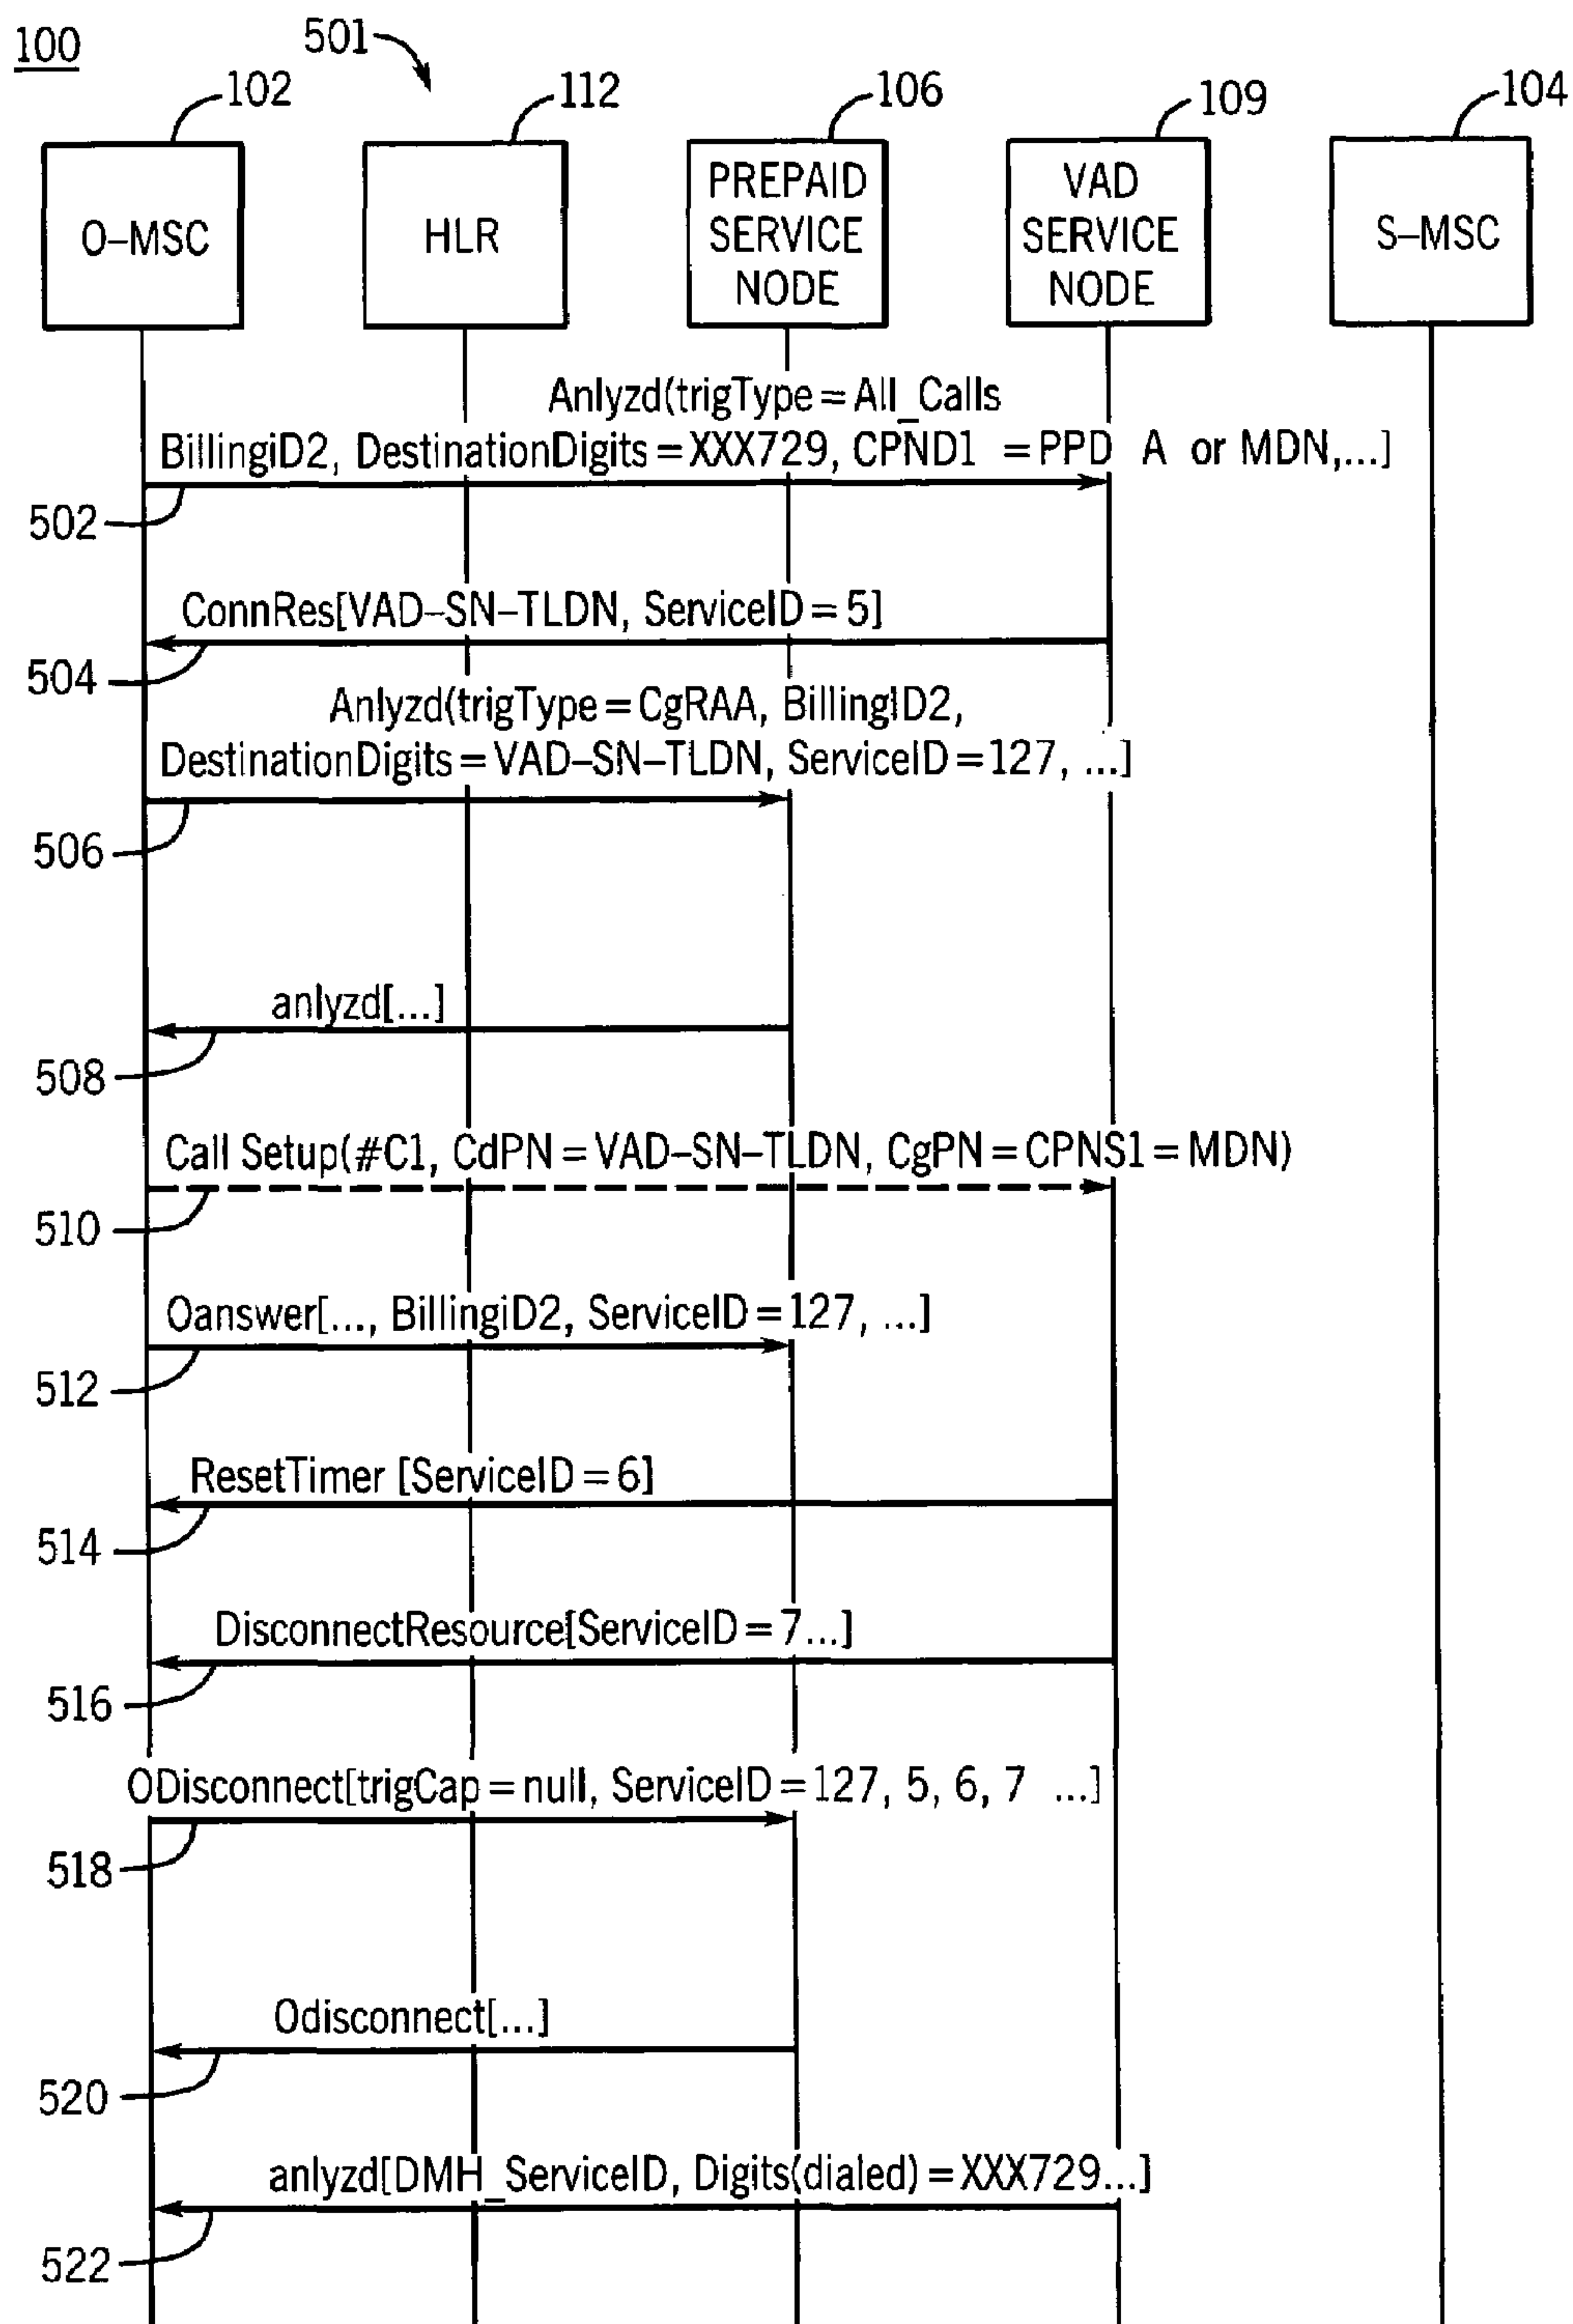 100
501
102
112
106
109
104
O-MSC
HLR
PREPAID
SERVICE
NODE
VAD
SERVICE
NODE
S-MSC
Anlyzd(trigType=All_Calls
BillingiD2, DestinationDigits=XXX729, CPND1 =PPD A or MDN,...]
502
ConnRes[VAD-SN-TLDN, ServiceID=5]
504
Anlyzd(trigType=CgRAA, BillingID2,
DestinationDigits=VAD-SN-TLDN, ServiceID=127, ...]
506
anlyzd[...]
508
Call Setup(#C1, CdPN=VAD-SN-TLDN, CgPN=CPNS1=MDN)
510
Oanswer[..., BillingiD2, ServiceID=127, ...]
512
ResetTimer [ServiceID=6]
514
DisconnectResource[ServiceID=7...]
516
ODisconnect[trigCap=null, ServiceID=127, 5, 6, 7 ...]
518
Odisconnect[...]
520
anlyzd[DMH_ServiceID, Digits(dialed)=XXX729...]
522